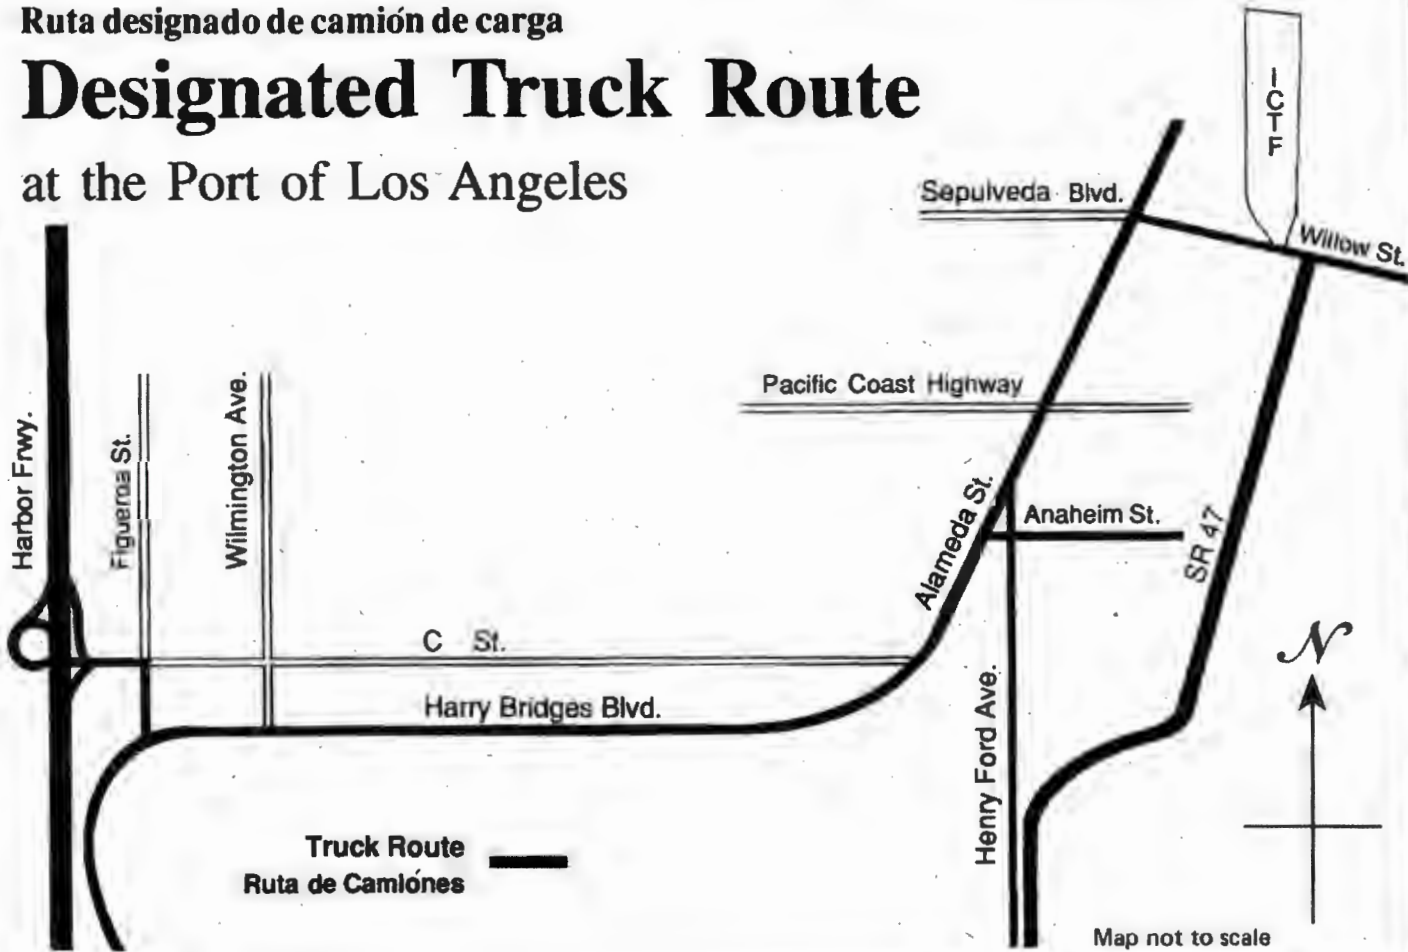 Ruta designado de camión de carga
Designated Truck Route
at the Port of Los Angeles
ICTF
Sepulveda Blvd.
Willow St.
Pacific Coast Highway
Harbor Frwy.
Figueroa St.
Wilmington Ave.
Alameda St.
Anaheim St.
SR 47
C St.
Harry Bridges Blvd.
Henry Ford Ave.
N
Truck Route
Ruta de Camiónes
Map not to scale